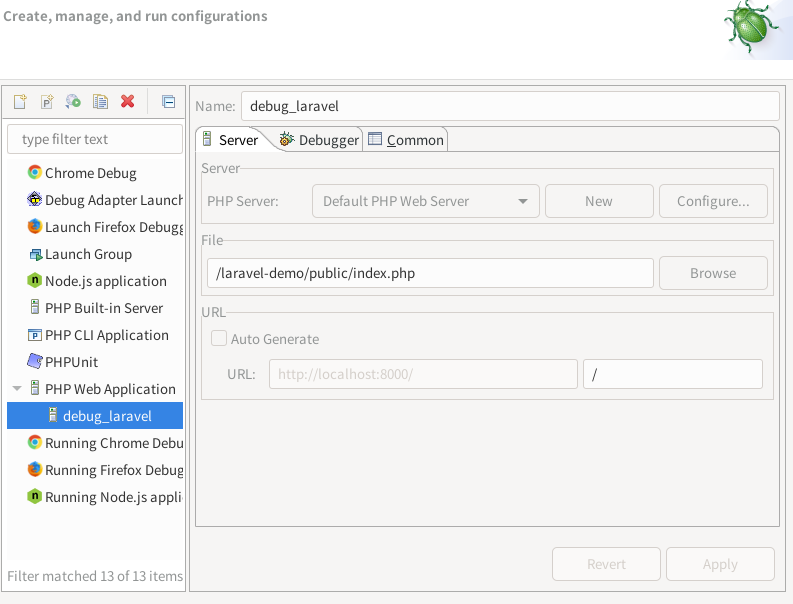 Create, manage, and run configurations
type filter text
Chrome Debug
Debug Adapter Launch
Launch Firefox Debugg
Launch Group
Node.js application
PHP Built-in Server
PHP CLI Application
PHPUnit
PHP Web Application
debug_laravel
Running Chrome Debu
Running Firefox Debug
Running Node.js appli
Filter matched 13 of 13 items
Name: debug_laravel
Server Debugger Common
Server
PHP Server: Default PHP Web Server New Configure...
File
/laravel-demo/public/index.php Browse
URL
Auto Generate
URL: http://localhost:8000/ /
Revert Apply